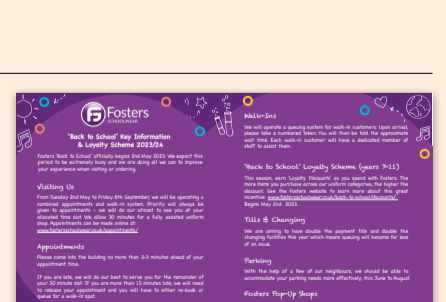 Fosters
SCHOOLWEAR
'Back to School' Key Information
& Loyalty Scheme 2023/24
Fosters 'Back to School' officially begins 2nd May 2023. We expect this
period to be extremely busy and we are doing all we can to improve
your experience when visiting or ordering.
Visiting Us
From Tuesday 2nd May to Friday 8th September, we will be operating a
combined appointments and walk-in system. Priority will always be
given to appointments – we will do our utmost to see you at your
allocated time slot. We allow 30 minutes for a fully assisted uniform
shop. Appointments can be made online at:
www.fostersschoolwear.co.uk/appointments/
Appointments
Please come into the building no more than 2-3 minutes ahead of your
appointment time.
If you are late, we will do our best to serve you for the remainder of
your 30 minute slot. If you are more than 15 minutes late, we will need
to release your appointment and you will have to either re-book or
queue for a walk-in spot.
Walk-Ins
We will operate a queuing system for walk-in customers. Upon arrival,
please take a numbered token. You will then be told the approximate
wait time. Each walk-in customer will have a dedicated member of
staff to assist them.
'Back to School' Loyalty Scheme (years 7-11)
This season, earn 'Loyalty Discounts' as you spend with Fosters. The
more items you purchase across our uniform categories, the higher the
discount. See the Fosters website to learn more about this great
incentive: www.fostersschoolwear.co.uk/back-to-school/discounts/
Begins May 2nd 2023.
Tills & Changing
We are aiming to have double the payment tills and double the
changing facilities this year which means queuing will become far less
of an issue.
Parking
With the help of a few of our neighbours, we should be able to
accommodate your parking needs more effectively, this June to August.
Fosters Pop-Up Shops